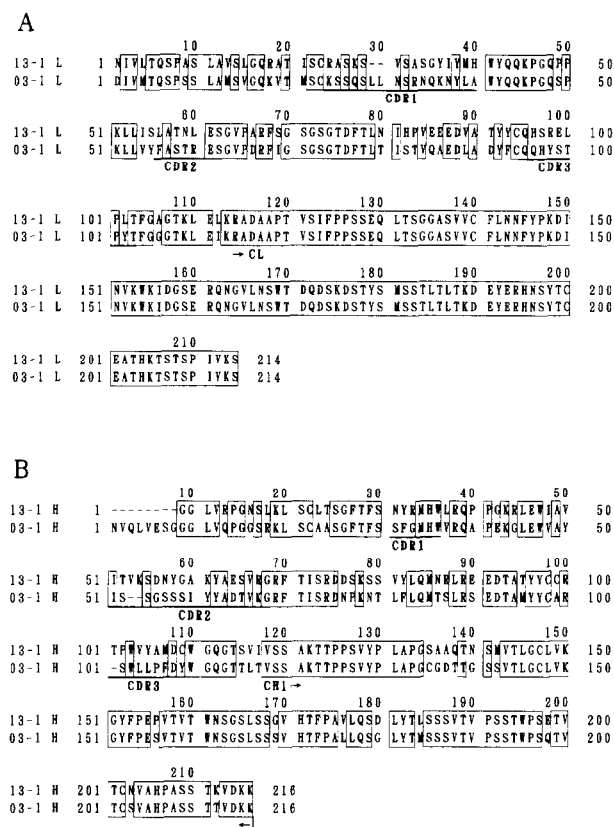 A
10 20 30 40 50
13-1 L 1 NIVLTQSPAS LAVSLGQRAT ISCRASKS-- VSASGYIYMH WYQQKPGQPP 50
03-1 L 1 DIVMTQSPSS LAMSVGQKVT MSCKSSQSLL NSRNQKNYLA WYQQKPGQSP 50
CDR1
60 70 80 90 100
13-1 L 51 KLLISLATNL ESGVPARFSG SGSGTDFTLN IHPVEEEDVA TYYCQHSREL 100
03-1 L 51 KLLVYFASTR ESGVPDRFIG SGSGTDFTLT ISTVQAEDLA DYFCQQHYST 100
CDR2 CDR3
110 120 130 140 150
13-1 L 101 PLTFGAGTKL ELKRADAAPT VSIFPPSSEQ LTSGGASVVC FLNNFYPKDI 150
03-1 L 101 PYTFGGGTKL EIKRADAAPT VSIFPPSSEQ LTSGGASVVC FLNNFYPKDI 150
→ CL
160 170 180 190 200
13-1 L 151 NVKWKIDGSE RQNGVLNSWT DQDSKDSTYS MSSTLTLTKD EYERHNSYTC 200
03-1 L 151 NVKWKIDGSE RQNGVLNSWT DQDSKDSTYS MSSTLTLTKD EYERHNSYTC 200
210
13-1 L 201 EATHKTSTSP IVKS 214
03-1 L 201 EATHKTSTSP IVKS 214
B
10 20 30 40 50
13-1 H 1 --------GG LVRPGNSLKL SCLTSGFTFS NYRMHWLRQP PGKRLEWIAV 50
03-1 H 1 NVQLVESGGG LVQPGGSRKL SCAASGFTFS SFGMHWVRQA PEKGLEWVAY 50
CDR1
60 70 80 90 100
13-1 H 51 ITVKSDNYGA KYAESVRGRF TISRDDSKSS VYLQMNRLRE EDTATYYCCR 100
03-1 H 51 IS--SGSSSI YYADTVKGRF TISRDNPKNT LFLQMTSLRS EDTAMYYCAR 100
CDR2
110 120 130 140 150
13-1 H 101 TPWVYAMDCW GQGTSVIVSS AKTTPPSVYP LAPGSAAQTN SMVTLGCLVK 150
03-1 H 101 -SWLLPFDYW GQGTTLTVSS AKTTPPSVYP LAPGCGDTTG SSVTLGCLVK 150
CDR3 CH1→
160 170 180 190 200
13-1 H 151 GYFPEPVTVT WNSGSLSSGV HTFPAVLQSD LYTLSSSVTV PSSTWPSETV 200
03-1 H 151 GYFPESVTVT WNSGSLSSSV HTFPALLQSG LYTMSSSVTV PSSTWPSQTV 200
210
13-1 H 201 TCNVAHPASS TKVDKK 216
03-1 H 201 TCSVAHPASS TTVDKK 216
←